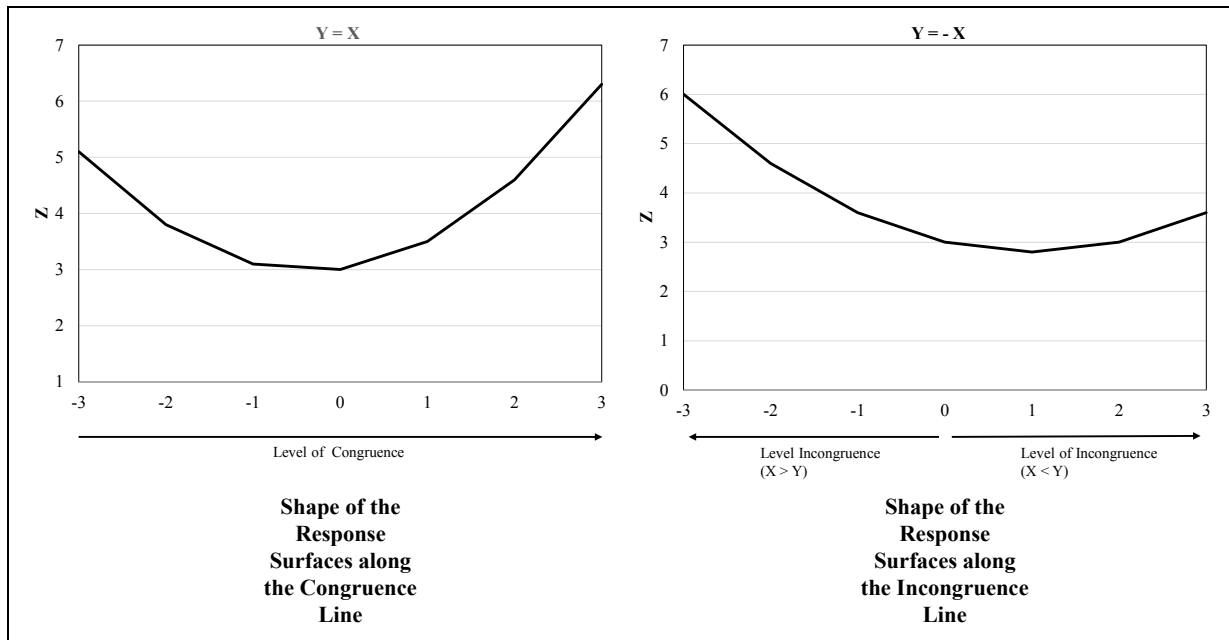 Y = X
7
6
5
4
3
2
1
Z
-3 -2 -1 0 1 2 3
Level of Congruence
Shape of the
Response
Surfaces along
the Congruence
Line
Y = - X
7
6
5
4
3
2
1
0
Z
-3 -2 -1 0 1 2 3
Level Incongruence
(X > Y)
Level of Incongruence
(X < Y)
Shape of the
Response
Surfaces along
the Incongruence
Line